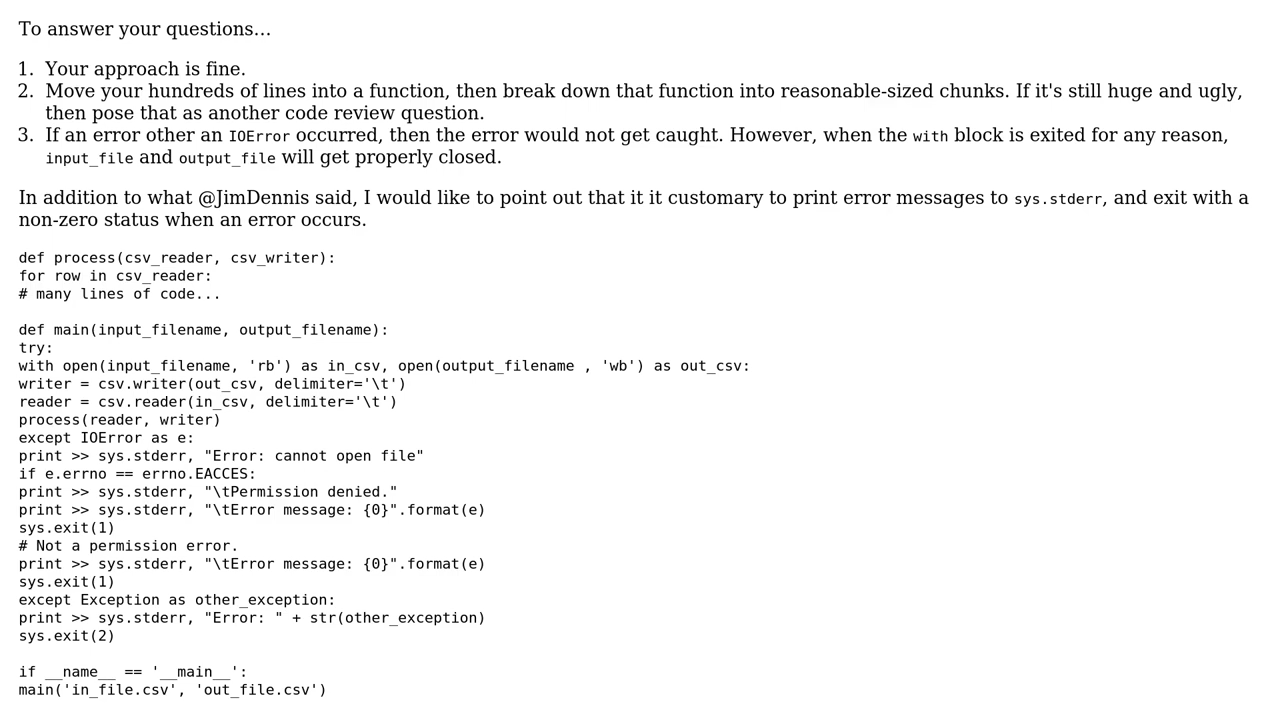 To answer your questions…
1. Your approach is fine.
2. Move your hundreds of lines into a function, then break down that function into reasonable-sized chunks. If it's still huge and ugly,
then pose that as another code review question.
3. If an error other an IOError occurred, then the error would not get caught. However, when the with block is exited for any reason,
input_file and output_file will get properly closed.
In addition to what @JimDennis said, I would like to point out that it it customary to print error messages to sys.stderr, and exit with a
non-zero status when an error occurs.
def process(csv_reader, csv_writer):
for row in csv_reader:
# many lines of code...
def main(input_filename, output_filename):
try:
with open(input_filename, 'rb') as in_csv, open(output_filename , 'wb') as out_csv:
writer = csv.writer(out_csv, delimiter='\t')
reader = csv.reader(in_csv, delimiter='\t')
process(reader, writer)
except IOError as e:
print >> sys.stderr, "Error: cannot open file"
if e.errno == errno.EACCES:
print >> sys.stderr, "\tPermission denied."
print >> sys.stderr, "\tError message: {0}".format(e)
sys.exit(1)
# Not a permission error.
print >> sys.stderr, "\tError message: {0}".format(e)
sys.exit(1)
except Exception as other_exception:
print >> sys.stderr, "Error: " + str(other_exception)
sys.exit(2)
if __name__ == '__main__':
main('in_file.csv', 'out_file.csv')